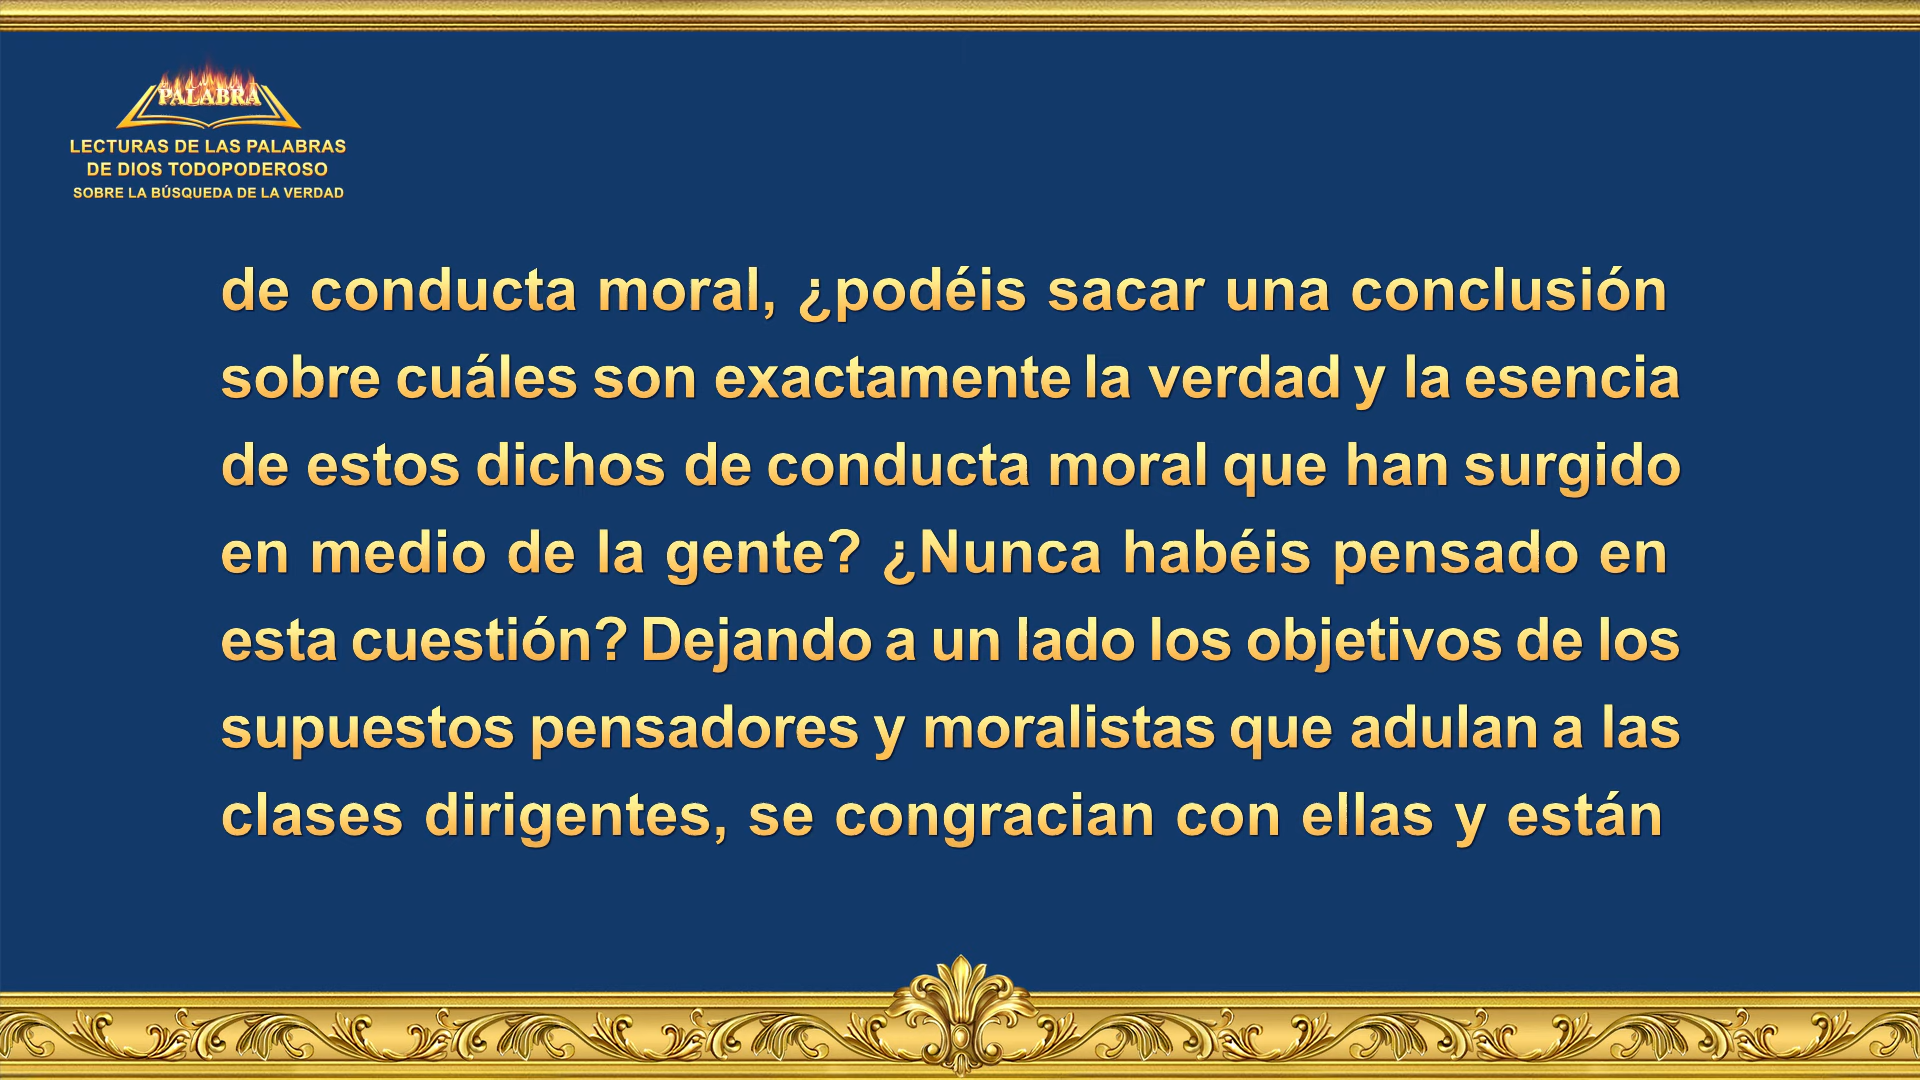 PALABRA
LECTURAS DE LAS PALABRAS
DE DIOS TODOPODEROSO
SOBRE LA BÚSQUEDA DE LA VERDAD
de conducta moral, ¿podéis sacar una conclusión
sobre cuáles son exactamente la verdad y la esencia
de estos dichos de conducta moral que han surgido
en medio de la gente? ¿Nunca habéis pensado en
esta cuestión? Dejando a un lado los objetivos de los
supuestos pensadores y moralistas que adulan a las
clases dirigentes, se congracian con ellas y están